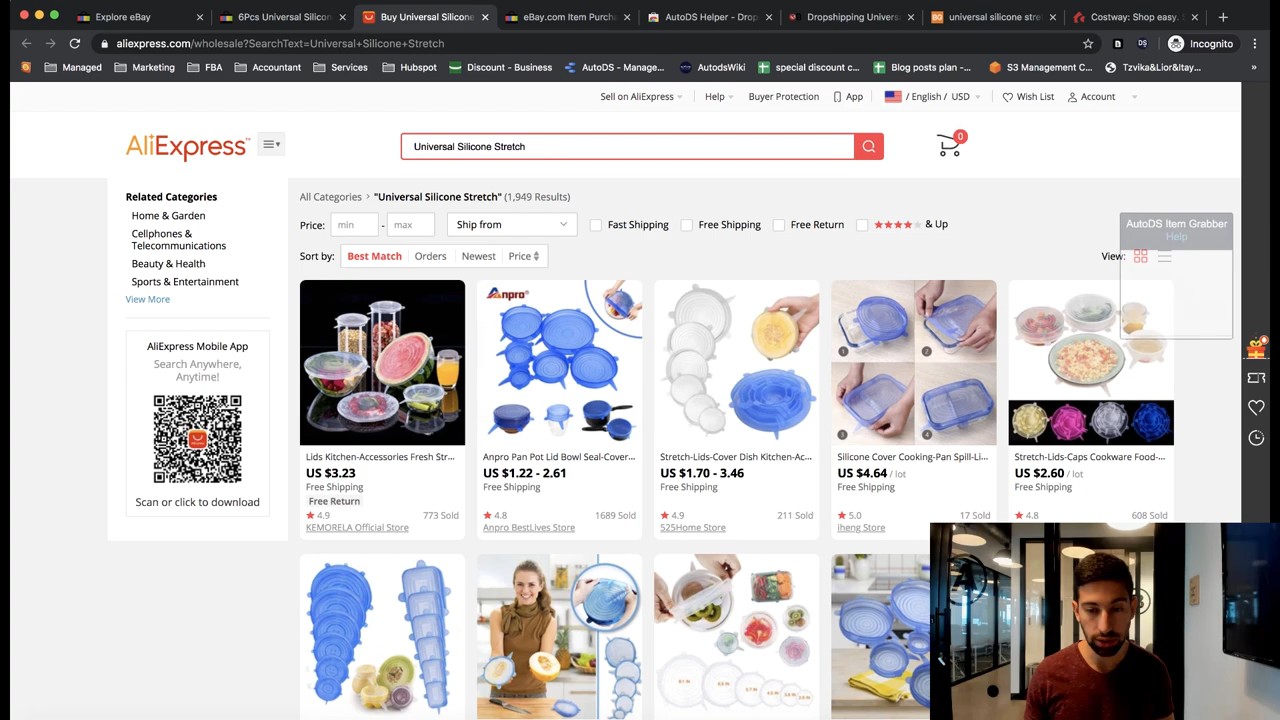 Explore eBay
6Pcs Universal Silicon
Buy Universal Silicone
eBay.com Item Purcha
AutoDS Helper - Drop
Dropshipping Univers
universal silicone stre
Costway: Shop easy. S
aliexpress.com/wholesale?SearchText=Universal+Silicone+Stretch
Incognito
Managed
Marketing
FBA
Accountant
Services
Hubspot
Discount - Business
AutoDS - Manage...
AutodsWiki
special discount c...
Blog posts plan -...
S3 Management C...
Tzvika&Lior&Itay...
Sell on AliExpress
Help
Buyer Protection
App
/ English / USD
Wish List
Account
AliExpress
Universal Silicone Stretch
0
Related Categories
Home & Garden
Cellphones &
Telecommunications
Beauty & Health
Sports & Entertainment
View More
AliExpress Mobile App
Search Anywhere,
Anytime!
Scan or click to download
All Categories > "Universal Silicone Stretch" (1,949 Results)
Price: min - max Ship from Fast Shipping Free Shipping Free Return & Up
Sort by: Best Match Orders Newest Price
View:
AutoDS Item Grabber
Help
Lids Kitchen-Accessories Fresh Str...
US $3.23
Free Shipping
Free Return
4.9 773 Sold
KEMORELA Official Store
Anpro
Anpro Pan Pot Lid Bowl Seal-Cover...
US $1.22 - 2.61
Free Shipping
4.8 1689 Sold
Anpro BestLives Store
Stretch-Lids-Cover Dish Kitchen-Ac...
US $1.70 - 3.46
Free Shipping
4.9 211 Sold
525Home Store
Silicone Cover Cooking-Pan Spill-Li...
US $4.64 / lot
Free Shipping
5.0 17 Sold
iheng Store
Stretch-Lids-Caps Cookware Food-...
US $2.60 / lot
Free Shipping
4.8 608 Sold